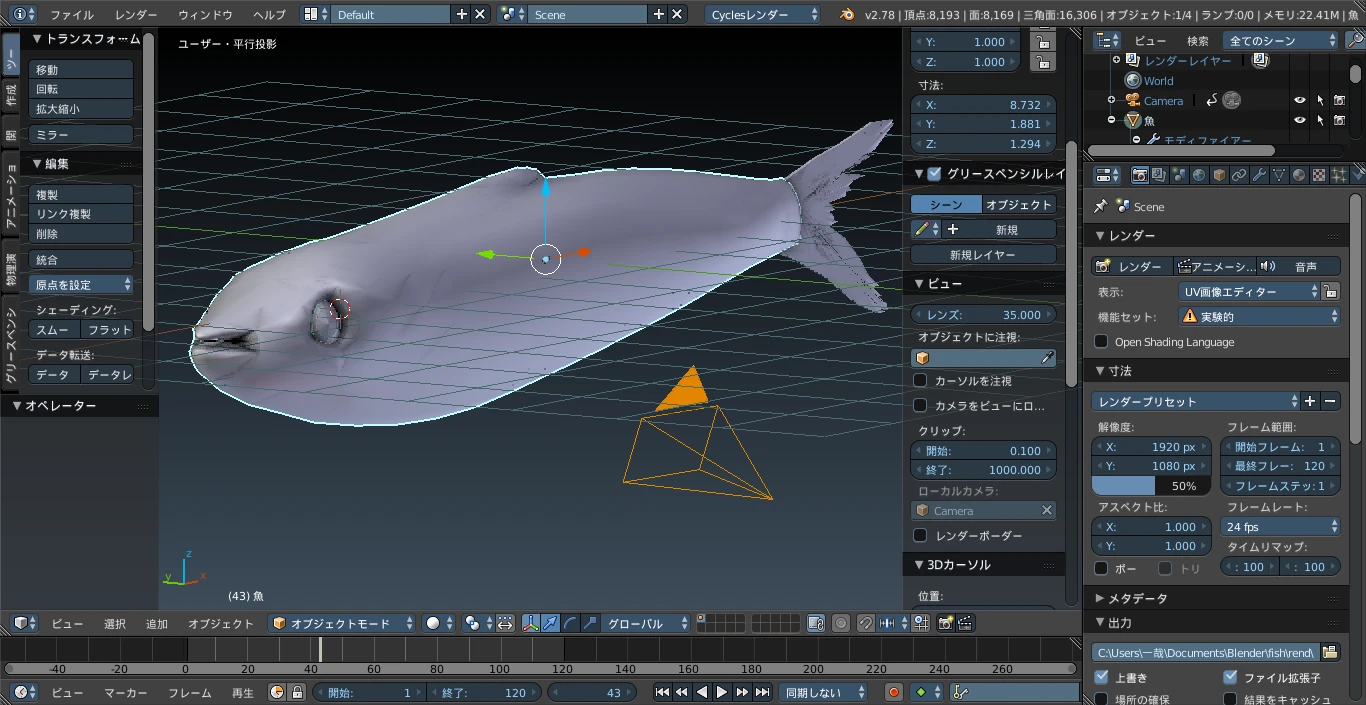 ファイル レンダー ウィンドウ ヘルプ Default Scene Cyclesレンダー v2.78 | 頂点:8,193 | 面:8,169 | 三角面:16,306 | オブジェクト:1/4 | ランプ:0/0 | メモリ:22.41M | 魚
トランスフォーム
移動
回転
拡大縮小
ミラー
編集
複製
リンク複製
削除
統合
原点を設定
シェーディング:
スムー フラット
データ転送:
データ データレ
オペレーター
ツー
作成
アニメーショ
物理演
グリースペンシ
ユーザー・平行投影
(43) 魚
z
y
x
Y: 1.000
Z: 1.000
寸法:
X: 8.732
Y: 1.881
Z: 1.294
グリースペンシルレイ
シーン オブジェクト
新規
新規レイヤー
ビュー
レンズ: 35.000
オブジェクトに注視:
カーソルを注視
カメラをビューにロ...
クリップ:
開始: 0.100
終了: 1000.000
ローカルカメラ:
Camera
レンダーボーダー
3Dカーソル
位置:
ビュー 検索 全てのシーン
レンダーレイヤー
World
Camera
魚
モディファイアー
Scene
レンダー
レンダー アニメーシ... 音声
表示: UV画像エディター
機能セット: 実験的
Open Shading Language
寸法
レンダープリセット
解像度: フレーム範囲:
X: 1920 px 開始フレーム: 1
Y: 1080 px 最終フレー: 120
50% フレームステッ: 1
アスペクト比: フレームレート:
X: 1.000 24 fps
Y: 1.000 タイムリマップ:
ボー トリ : 100 : 100
メタデータ
出力
C:\Users\一哉\Documents\Blender\fish\rend\
上書き ファイル拡張子
場所の確保 結果をキャッシュ
ビュー 選択 追加 オブジェクト オブジェクトモード グローバル
-40 -20 0 20 40 60 80 100 120 140 160 180 200 220 240 260
ビュー マーカー フレーム 再生 開始: 1 終了: 120 43 同期しない